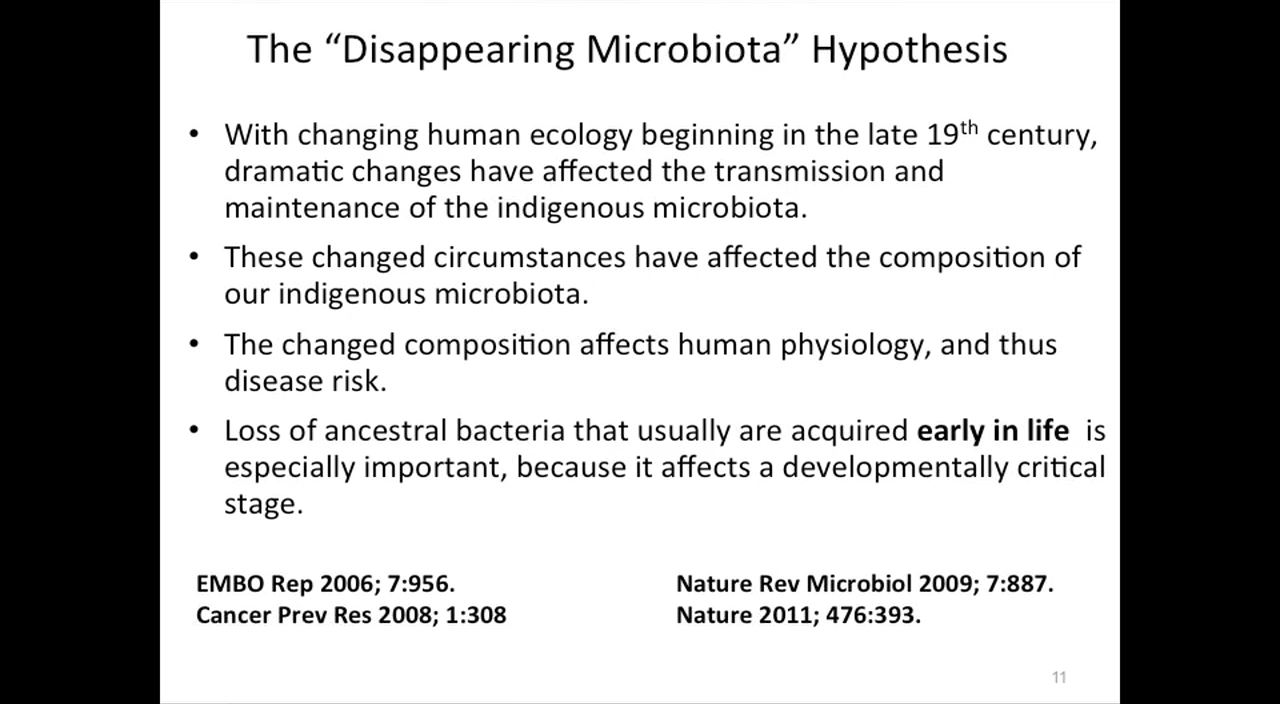 The “Disappearing Microbiota” Hypothesis
• With changing human ecology beginning in the late 19th century,
dramatic changes have affected the transmission and
maintenance of the indigenous microbiota.
• These changed circumstances have affected the composition of
our indigenous microbiota.
• The changed composition affects human physiology, and thus
disease risk.
• Loss of ancestral bacteria that usually are acquired early in life is
especially important, because it affects a developmentally critical
stage.
EMBO Rep 2006; 7:956.
Cancer Prev Res 2008; 1:308
Nature Rev Microbiol 2009; 7:887.
Nature 2011; 476:393.
11